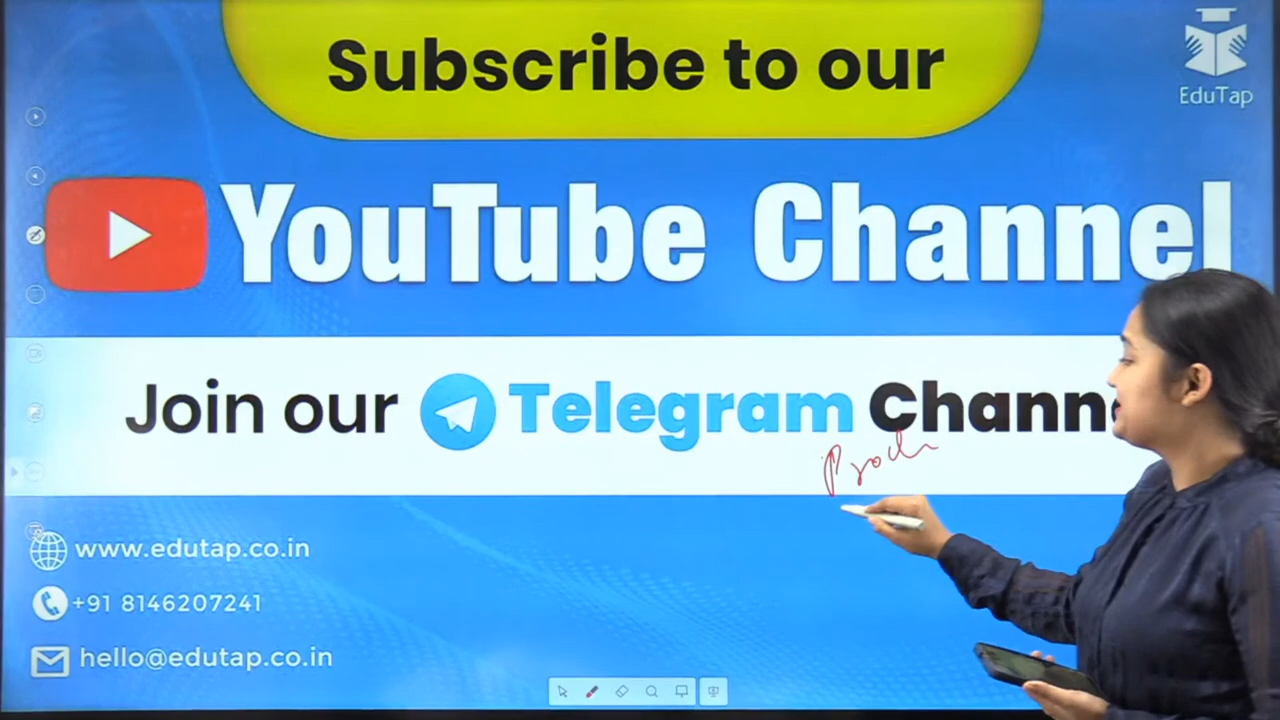 Subscribe to our
EduTap
YouTube Channel
Join our Telegram
www.edutap.co.in
+91 8146207241
hello@edutap.co.in